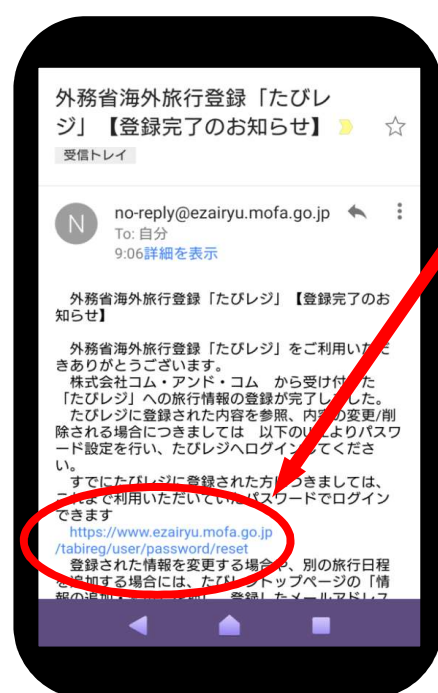 外務省海外旅行登録「たびレ
ジ」【登録完了のお知らせ】
受信トレイ
N
no-reply@ezairyu.mofa.go.jp
To: 自分
9:06詳細を表示
外務省海外旅行登録「たびレジ」【登録完了のお
知らせ】
外務省海外旅行登録「たびレジ」をご利用いただ
きありがとうございます。
株式会社コム・アンド・コム から受け付けた
「たびレジ」への旅行情報の登録が完了しました。
たびレジに登録された内容を参照、内容の変更/削
除される場合につきましては 以下のURLよりパスワ
ード設定を行い、たびレジへログインしてくださ
い。
すでにたびレジに登録された方につきましては、
これまで利用いただいていたパスワードでログイン
できます
https://www.ezairyu.mofa.go.jp
/tabireg/user/password/reset
登録された情報を変更する場合や、別の旅行日程
を追加する場合には、たびレジトップページの「情
登録したメールアドレス